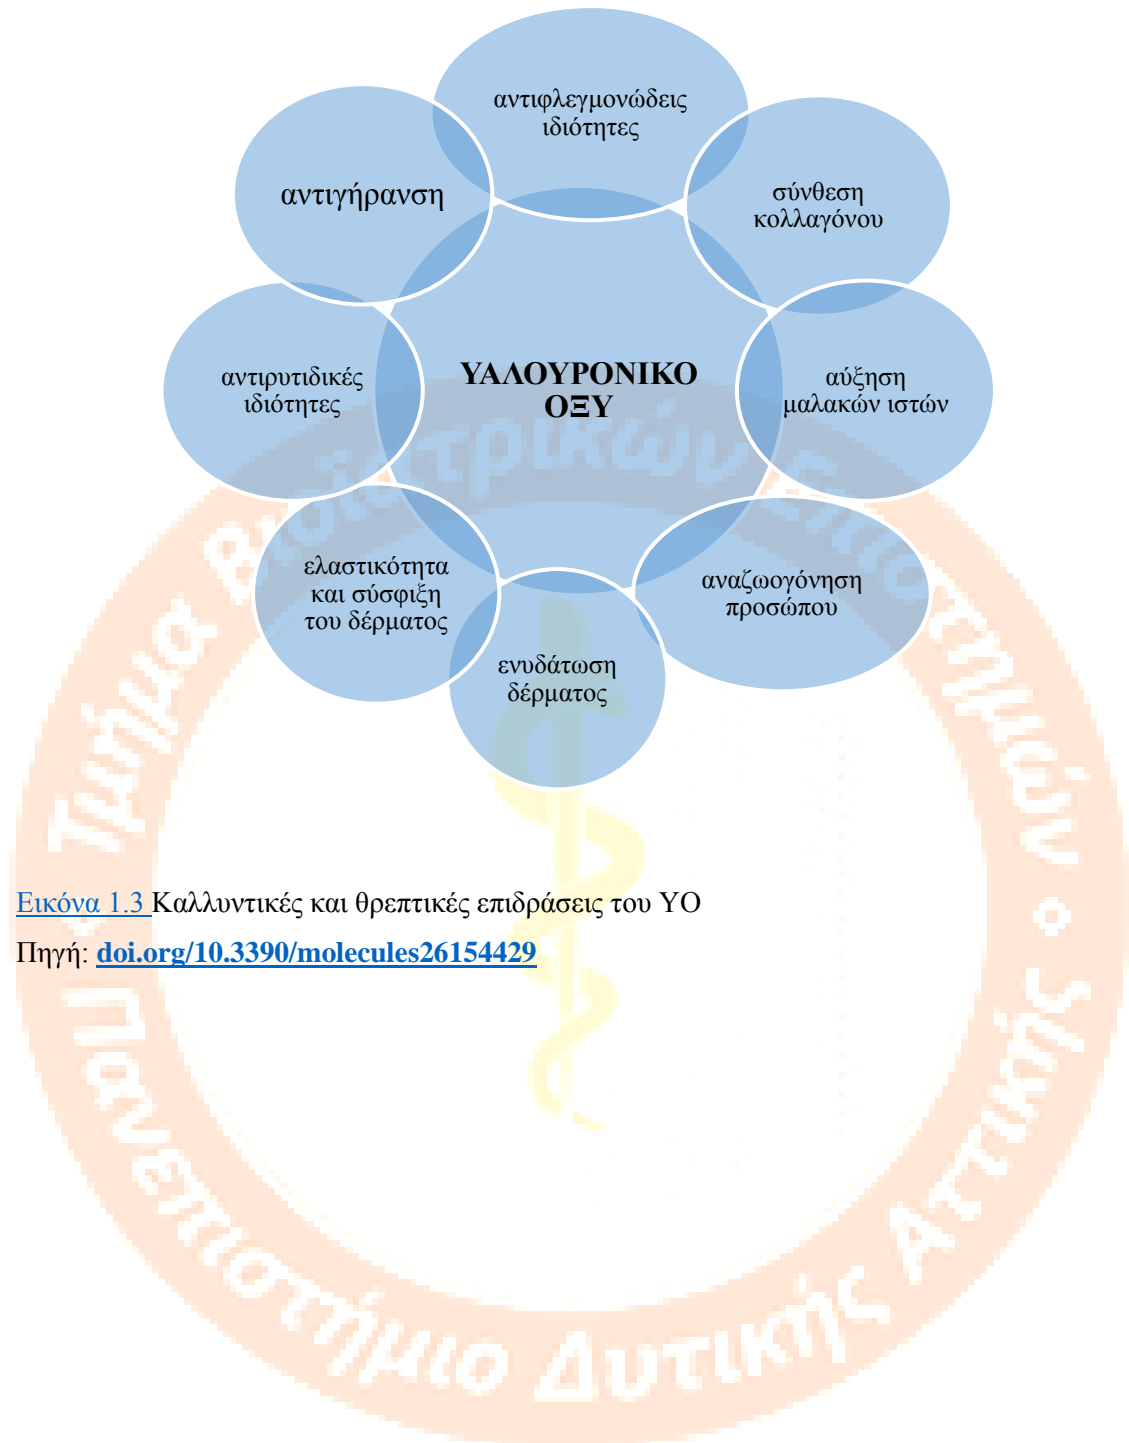 αντιφλεγμονώδεις
ιδιότητες
σύνθεση
κολλαγόνου
αύξηση
μαλακών ιστών
αναζωογόνηση
προσώπου
ενυδάτωση
δέρματος
ελαστικότητα
και σύσφιξη
του δέρματος
αντιρυτιδικές
ιδιότητες
αντιγήρανση
ΥΑΛΟΥΡΟΝΙΚΟ
ΟΞΥ
Εικόνα 1.3 Καλλυντικές και θρεπτικές επιδράσεις του ΥΟ
Πηγή: doi.org/10.3390/molecules26154429
Τμήμα Βιοϊατρικών Επιστημών
Πανεπιστήμιο Δυτικής Αττικής